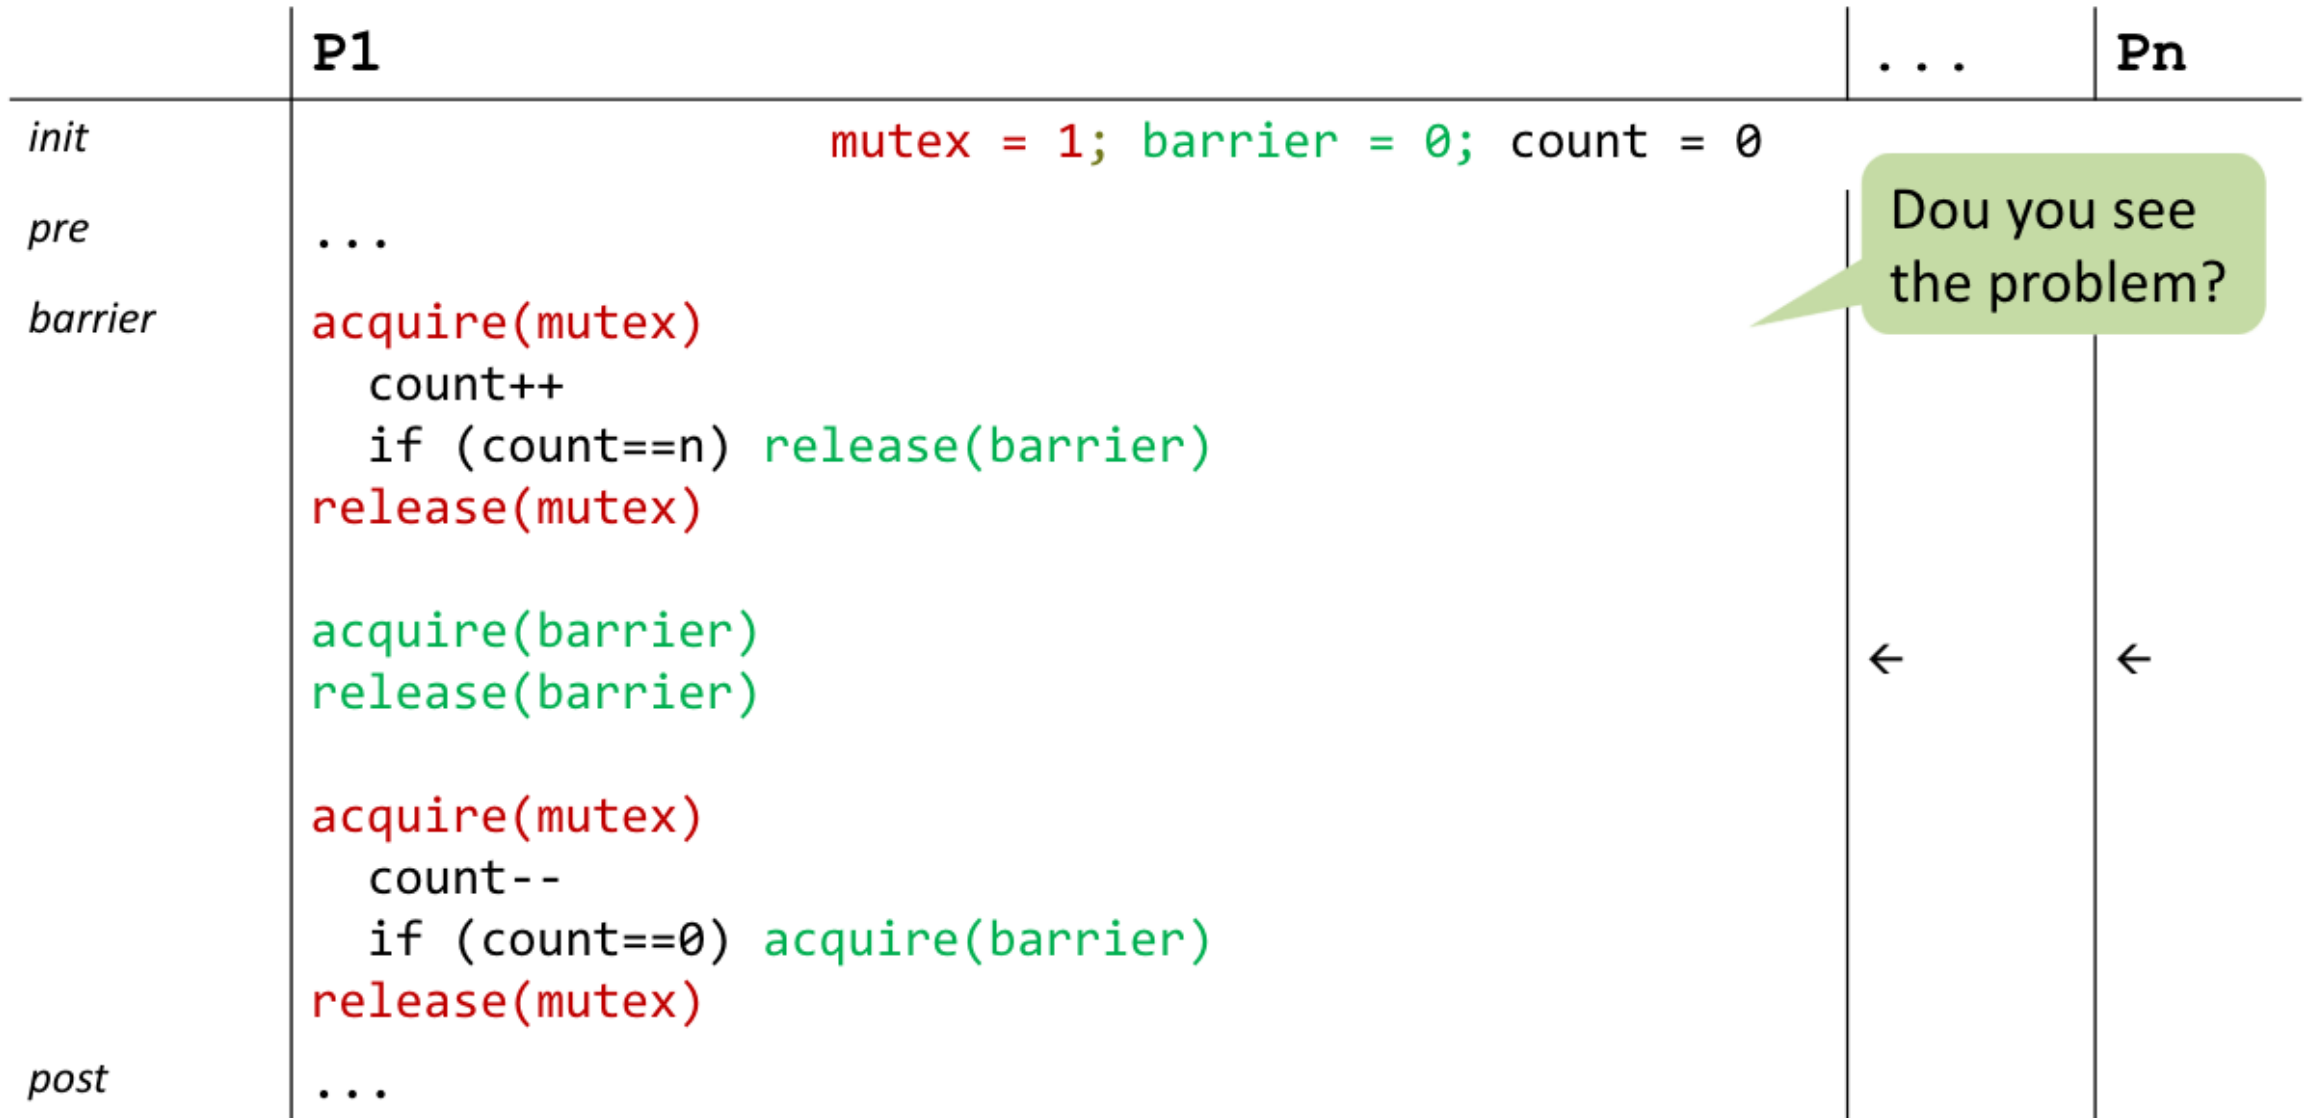 P1 ... Pn
init mutex = 1; barrier = 0; count = 0
Dou you see
the problem?
pre ...
barrier acquire(mutex)
count++
if (count==n) release(barrier)
release(mutex)
acquire(barrier)
← ←
release(barrier)
acquire(mutex)
count--
if (count==0) acquire(barrier)
release(mutex)
post ...